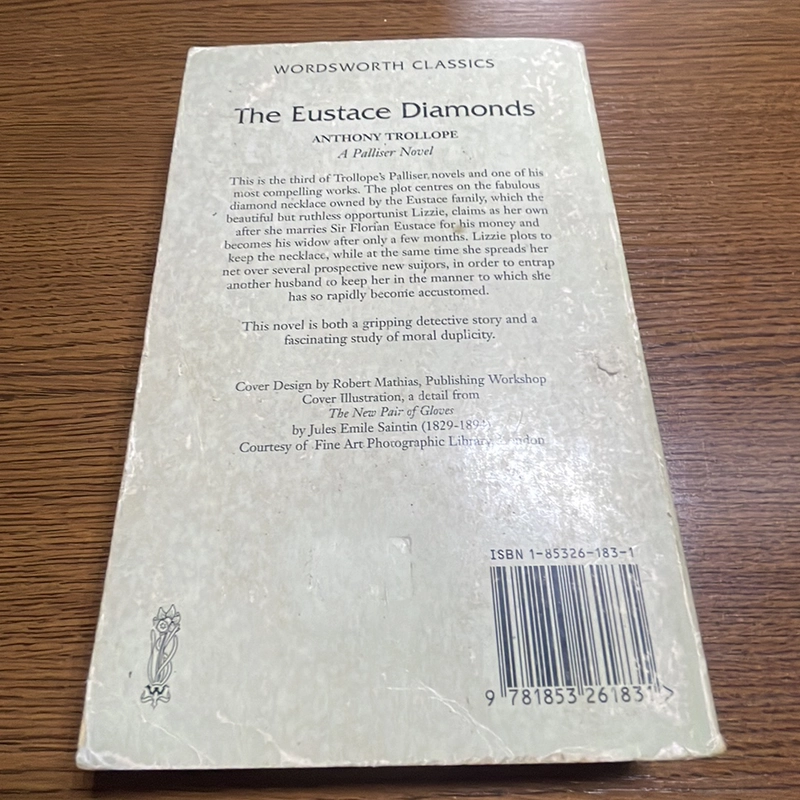 WORDSWORTH CLASSICS
The Eustace Diamonds
ANTHONY TROLLOPE
A Palliser Novel
This is the third of Trollope's Palliser novels and one of his
most compelling works. The plot centres on the fabulous
diamond necklace owned by the Eustace family, which the
beautiful but ruthless opportunist Lizzie, claims as her own
after she marries Sir Florian Eustace for his money and
becomes his widow after only a few months. Lizzie plots to
keep the necklace, while at the same time she spreads her
net over several prospective new suitors, in order to entrap
another husband to keep her in the manner to which she
has so rapidly become accustomed.
This novel is both a gripping detective story and a
fascinating study of moral duplicity.
Cover Design by Robert Mathias, Publishing Workshop
Cover Illustration, a detail from
The New Pair of Gloves
by Jules Emile Saintin
Courtesy of Fine Art Photographic Library, London
ISBN 1-85326-183-1
9 781853 261831 >
W